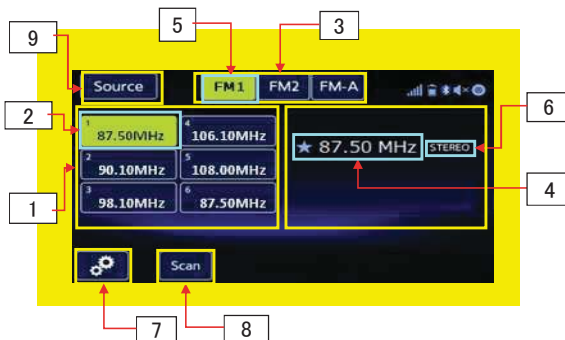 5
3
9
Source
FM1 FM2 FM-A
6
2
1 87.50MHz
4 106.10MHz
★ 87.50 MHz STEREO
2 90.10MHz
5 108.00MHz
1
4
3 98.10MHz
6 87.50MHz
Scan
7
8